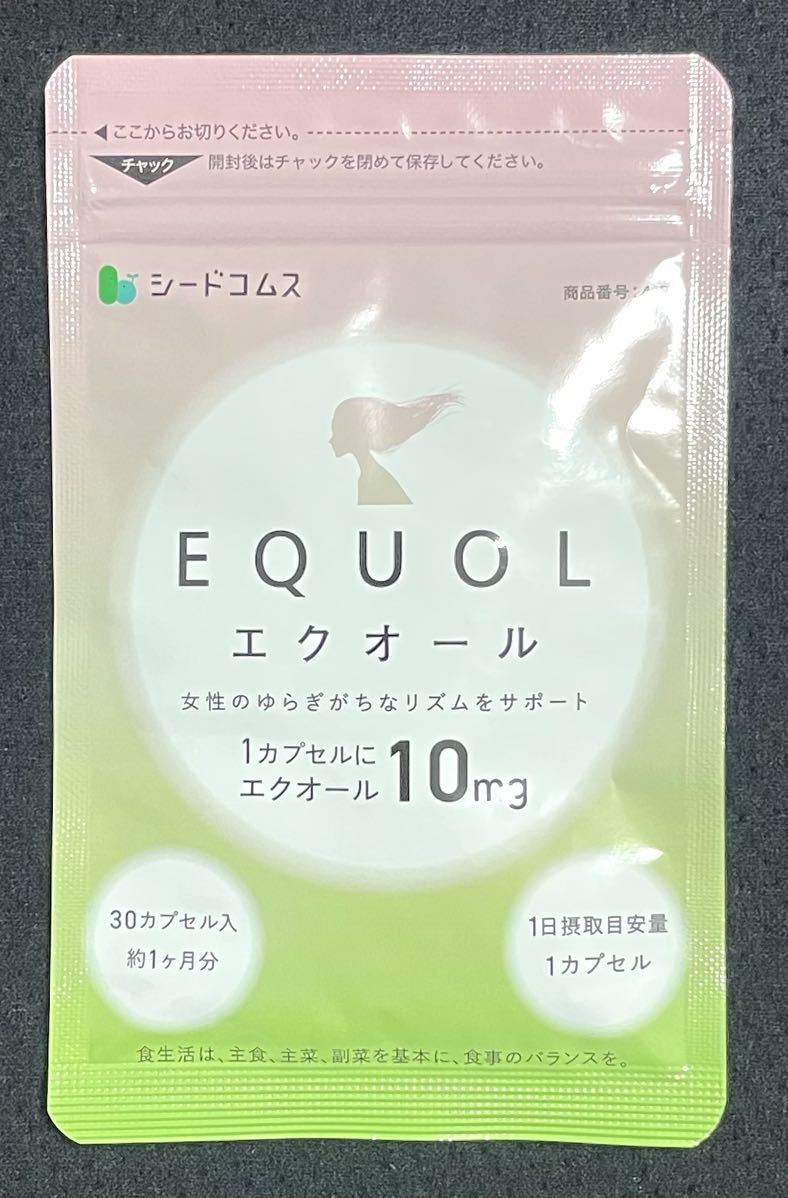 ◀ここからお切りください。
チャック 開封後はチャックを閉めて保存してください。
シードコムス
商品番号:
EQUOL
エクオール
女性のゆらぎがちなリズムをサポート
1カプセルに
エクオール 10mg
30カプセル入
約1ヶ月分
1日摂取目安量
1カプセル
食生活は、主食、主菜、副菜を基本に、食事のバランスを。